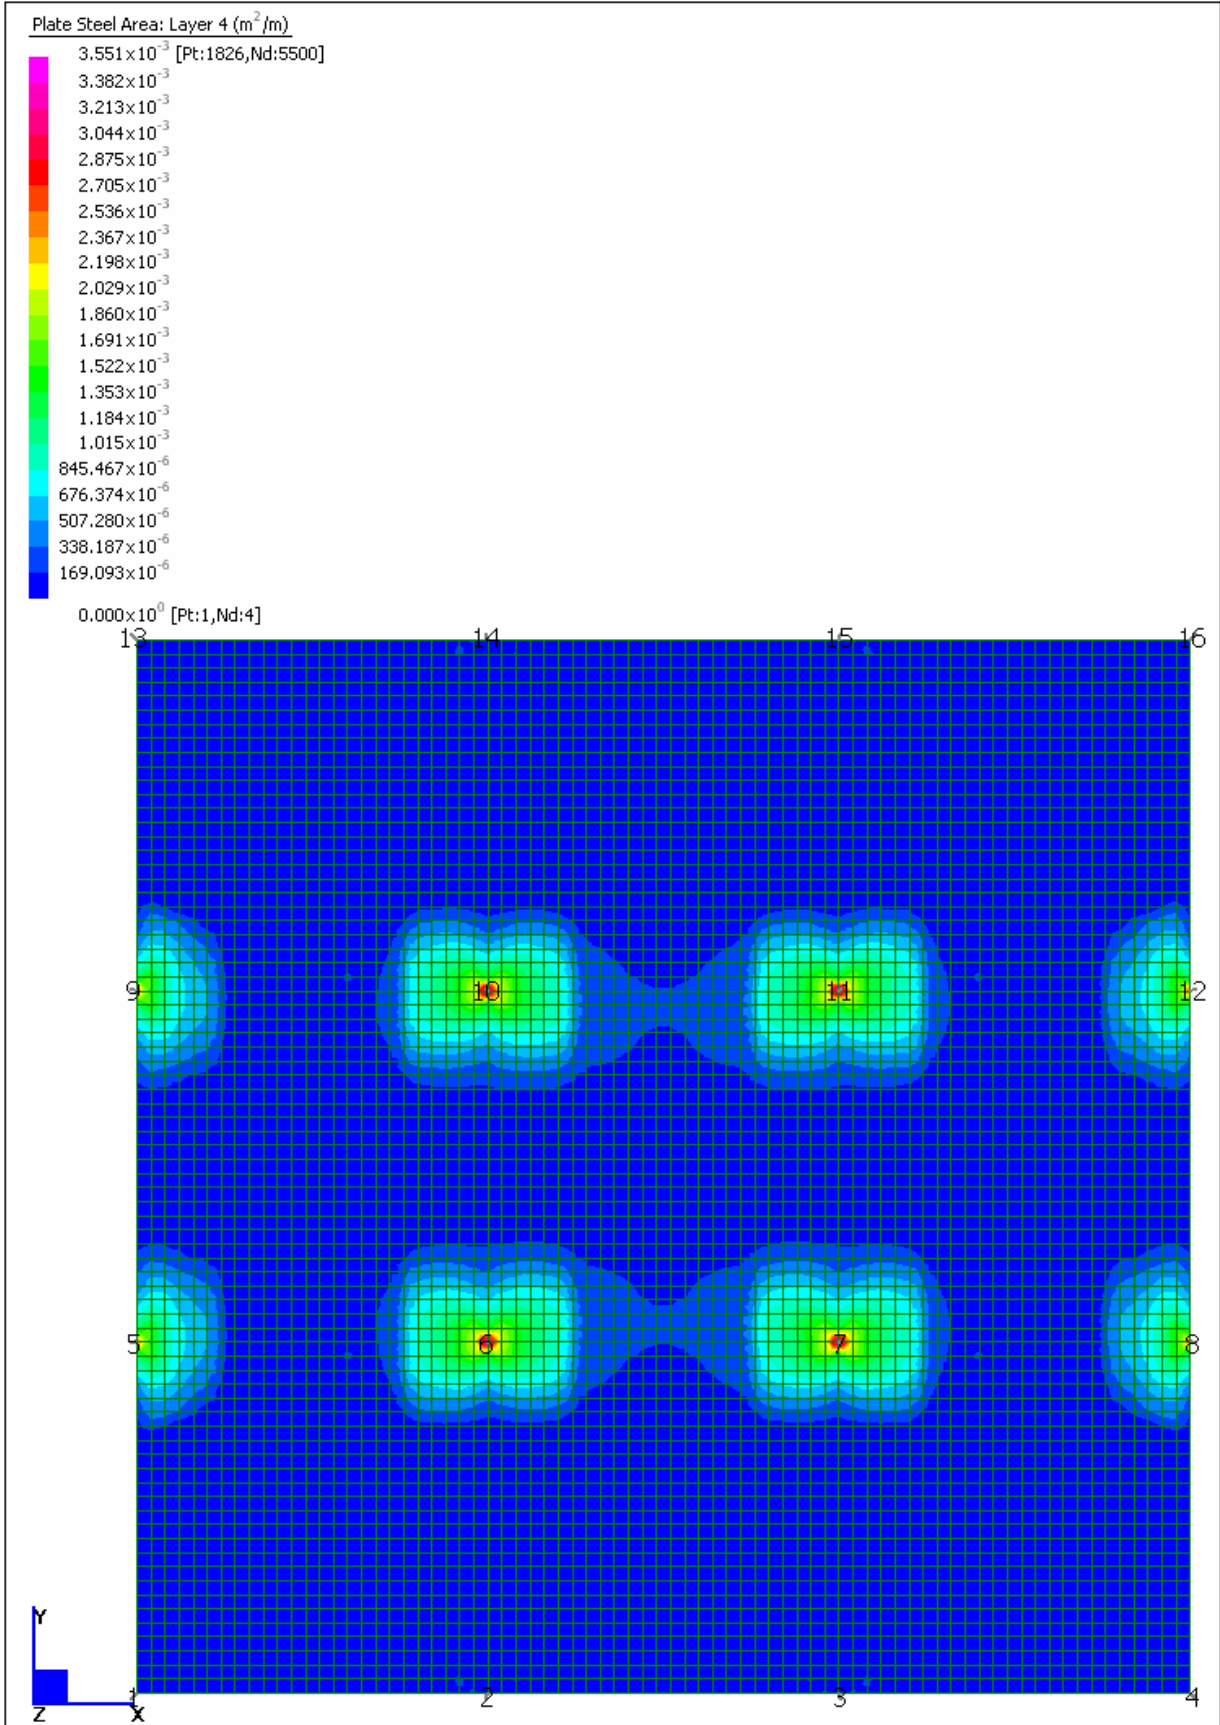 Plate Steel Area: Layer 4 (m²/m)
3.551x10⁻³ [Pt:1826,Nd:5500]
3.382x10⁻³
3.213x10⁻³
3.044x10⁻³
2.875x10⁻³
2.705x10⁻³
2.536x10⁻³
2.367x10⁻³
2.198x10⁻³
2.029x10⁻³
1.860x10⁻³
1.691x10⁻³
1.522x10⁻³
1.353x10⁻³
1.184x10⁻³
1.015x10⁻³
845.467x10⁻⁶
676.374x10⁻⁶
507.280x10⁻⁶
338.187x10⁻⁶
169.093x10⁻⁶
0.000x10⁰ [Pt:1,Nd:4]
13 14 15 16
9 10 11 12
5 6 7 8
Y
1 2 3 4
Z X